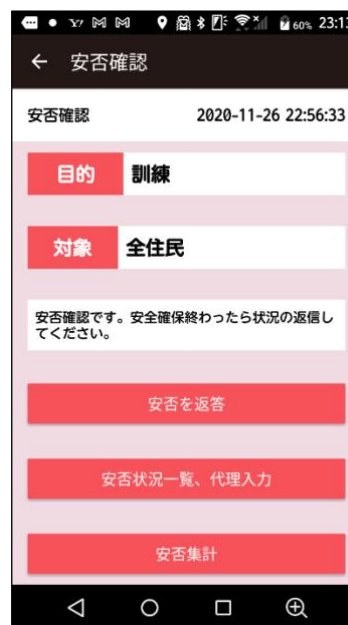 60% 23:13
安否確認
安否確認 2020-11-26 22:56:33
目的 訓練
対象 全住民
安否確認です。安全確保終わったら状況の返信し
てください。
安否を返答
安否状況一覧、代理入力
安否集計